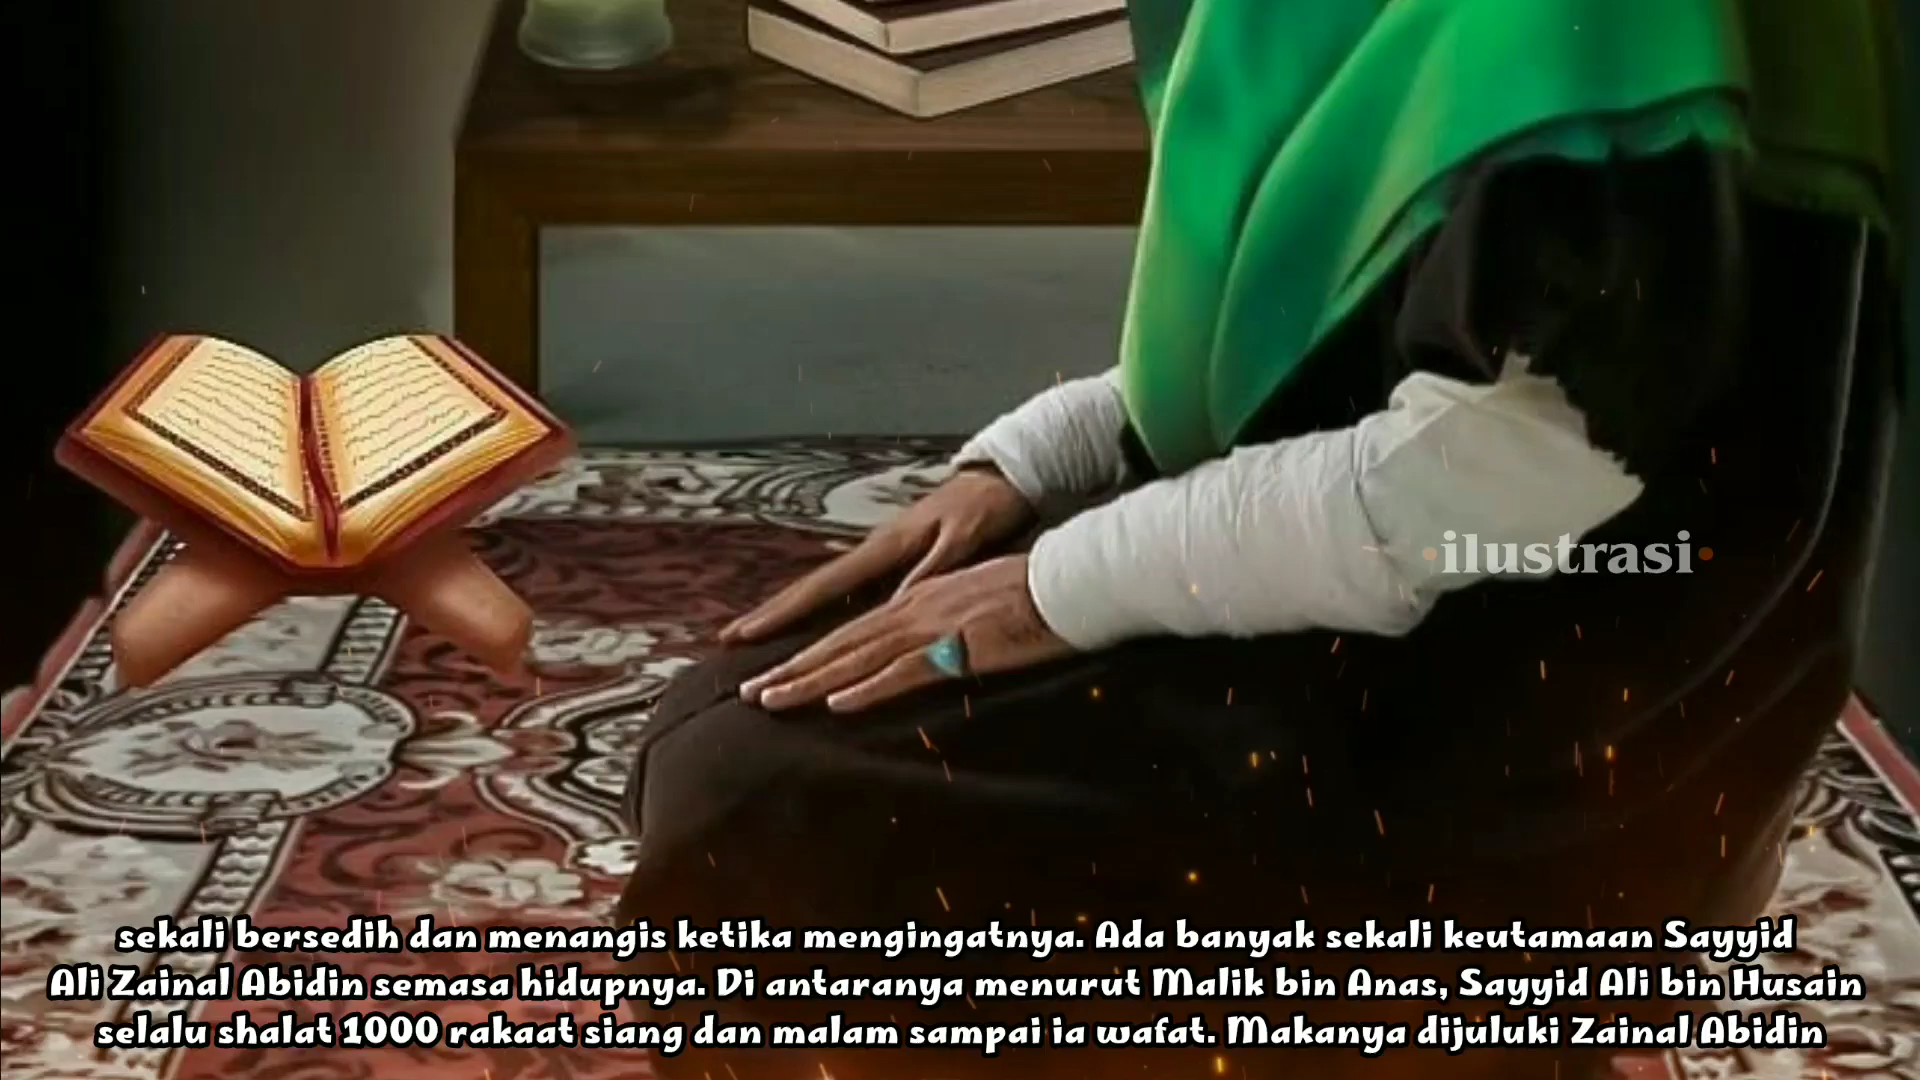 •ilustrasi•
sekali bersedih dan menangis ketika mengingatnya. Ada banyak sekali keutamaan Sayyid
Ali Zainal Abidin semasa hidupnya. Di antaranya menurut Malik bin Anas, Sayyid Ali bin Husain
selalu shalat 1000 rakaat siang dan malam sampai ia wafat. Makanya dijuluki Zainal Abidin